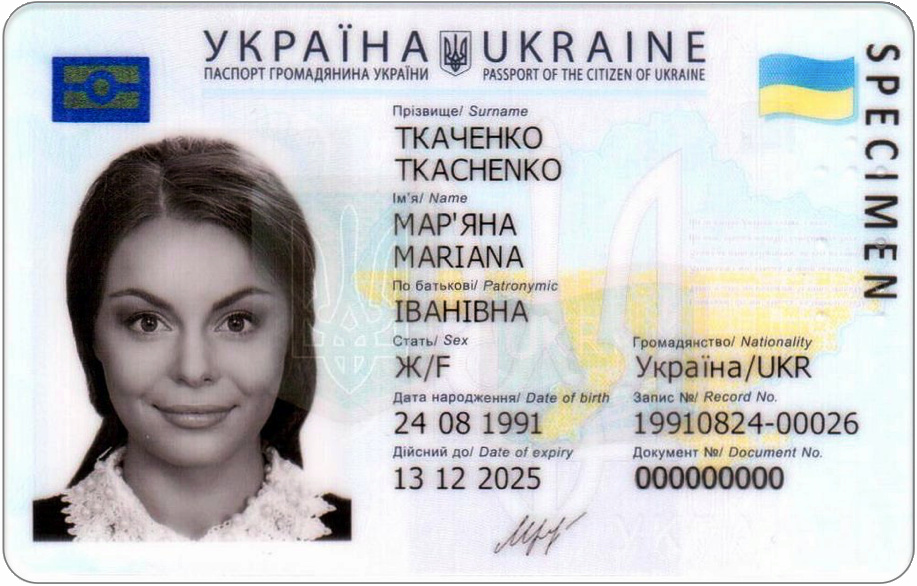 УКРАЇНА UKRAINE
ПАСПОРТ ГРОМАДЯНИНА УКРАЇНИ PASSPORT OF THE CITIZEN OF UKRAINE
SPECIMEN
Прізвище/ Surname
ТКАЧЕНКО
TKACHENKO
Ім'я/ Name
МАР'ЯНА
MARIANA
По батькові/ Patronymic
ІВАНІВНА
Стать/ Sex
Ж/F
Громадянство/ Nationality
Україна/UKR
Дата народження/ Date of birth
24 08 1991
Запис №/ Record No.
19910824-00026
Дійсний до/ Date of expiry
13 12 2025
Документ №/ Document No.
000000000